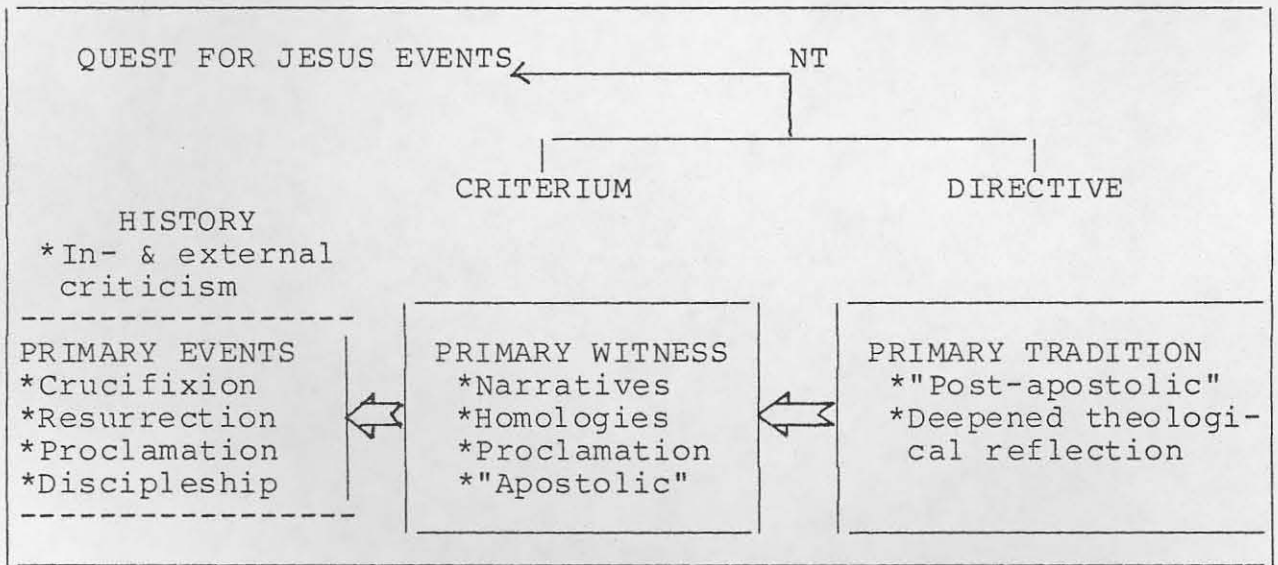 QUEST FOR JESUS EVENTS NT
CRITERIUM DIRECTIVE
HISTORY
*In- & external
criticism
PRIMARY EVENTS
*Crucifixion
*Resurrection
*Proclamation
*Discipleship
PRIMARY WITNESS
*Narratives
*Homologies
*Proclamation
*"Apostolic"
PRIMARY TRADITION
*"Post-apostolic"
*Deepened theologi-
cal reflection